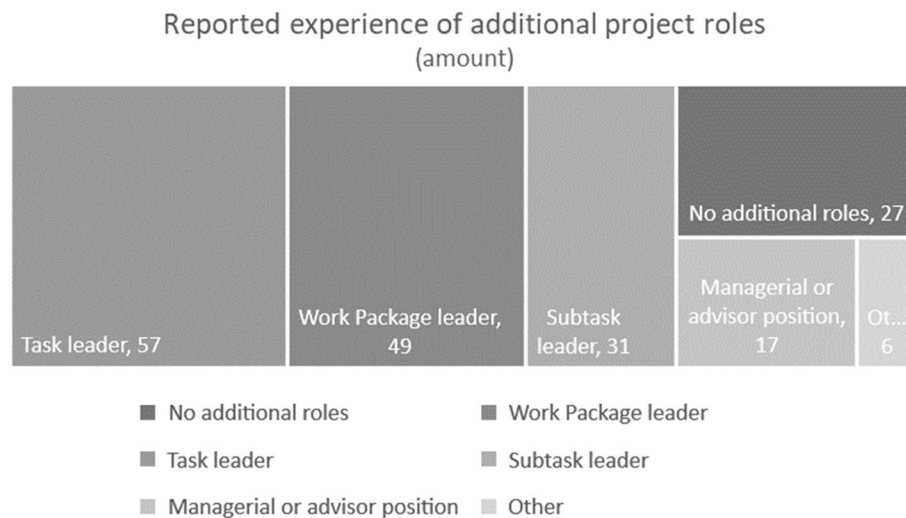 Reported experience of additional project roles
(amount)
Task leader, 57
Work Package leader,
49
Subtask
leader, 31
No additional roles, 27
Managerial or
advisor position,
17
Ot...
6
No additional roles
Work Package leader
Task leader
Subtask leader
Managerial or advisor position
Other